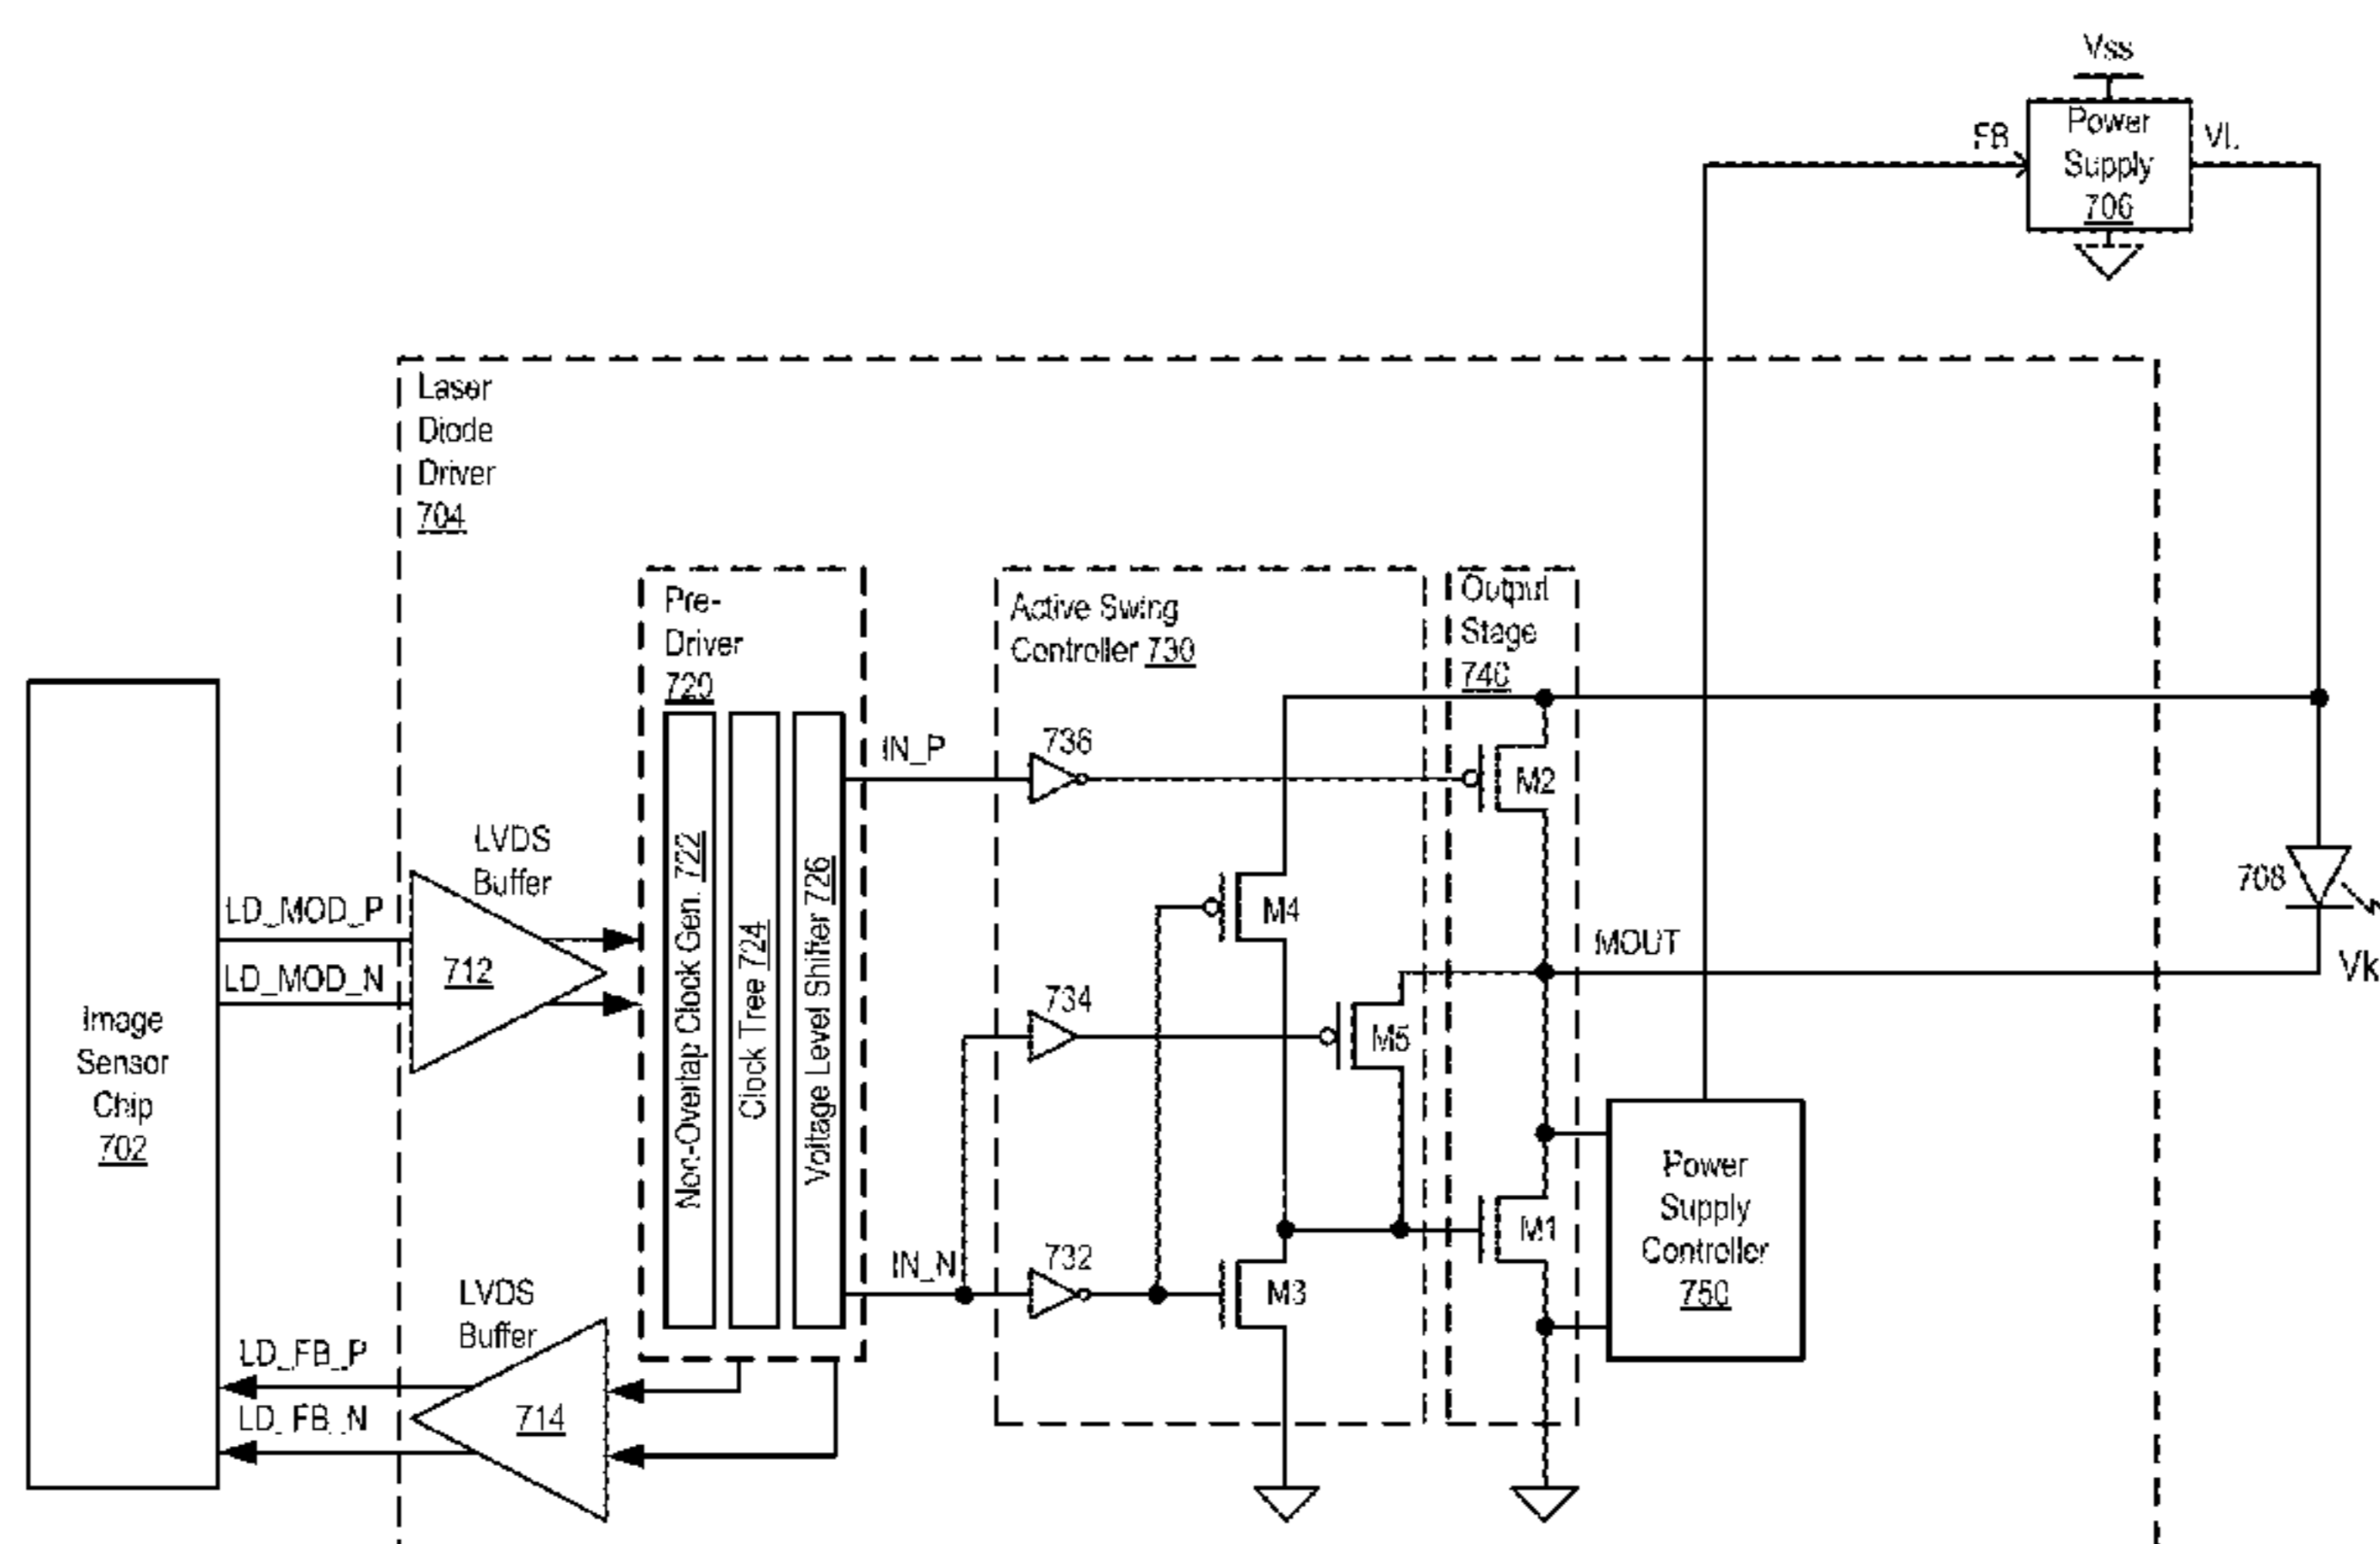 Vss
Power
Supply
706
FB
VL
Laser
Diode
Driver
704
Pre-
Driver
720
Active Swing
Controller 730
Output
Stage
740
IN_P
736
M2
LVDS
Buffer
Non-Overlap Clock Gen. 722
Clock Tree 724
Voltage Level Shifter 726
708
M4
LD_MOD_P
712
LD_MOD_N
MOUT
Vk
734
M5
Image
Sensor
Chip
702
Power
Supply
Controller
750
M1
IN_N
732
M3
LVDS
Buffer
LD_FB_P
714
LD_FB_N